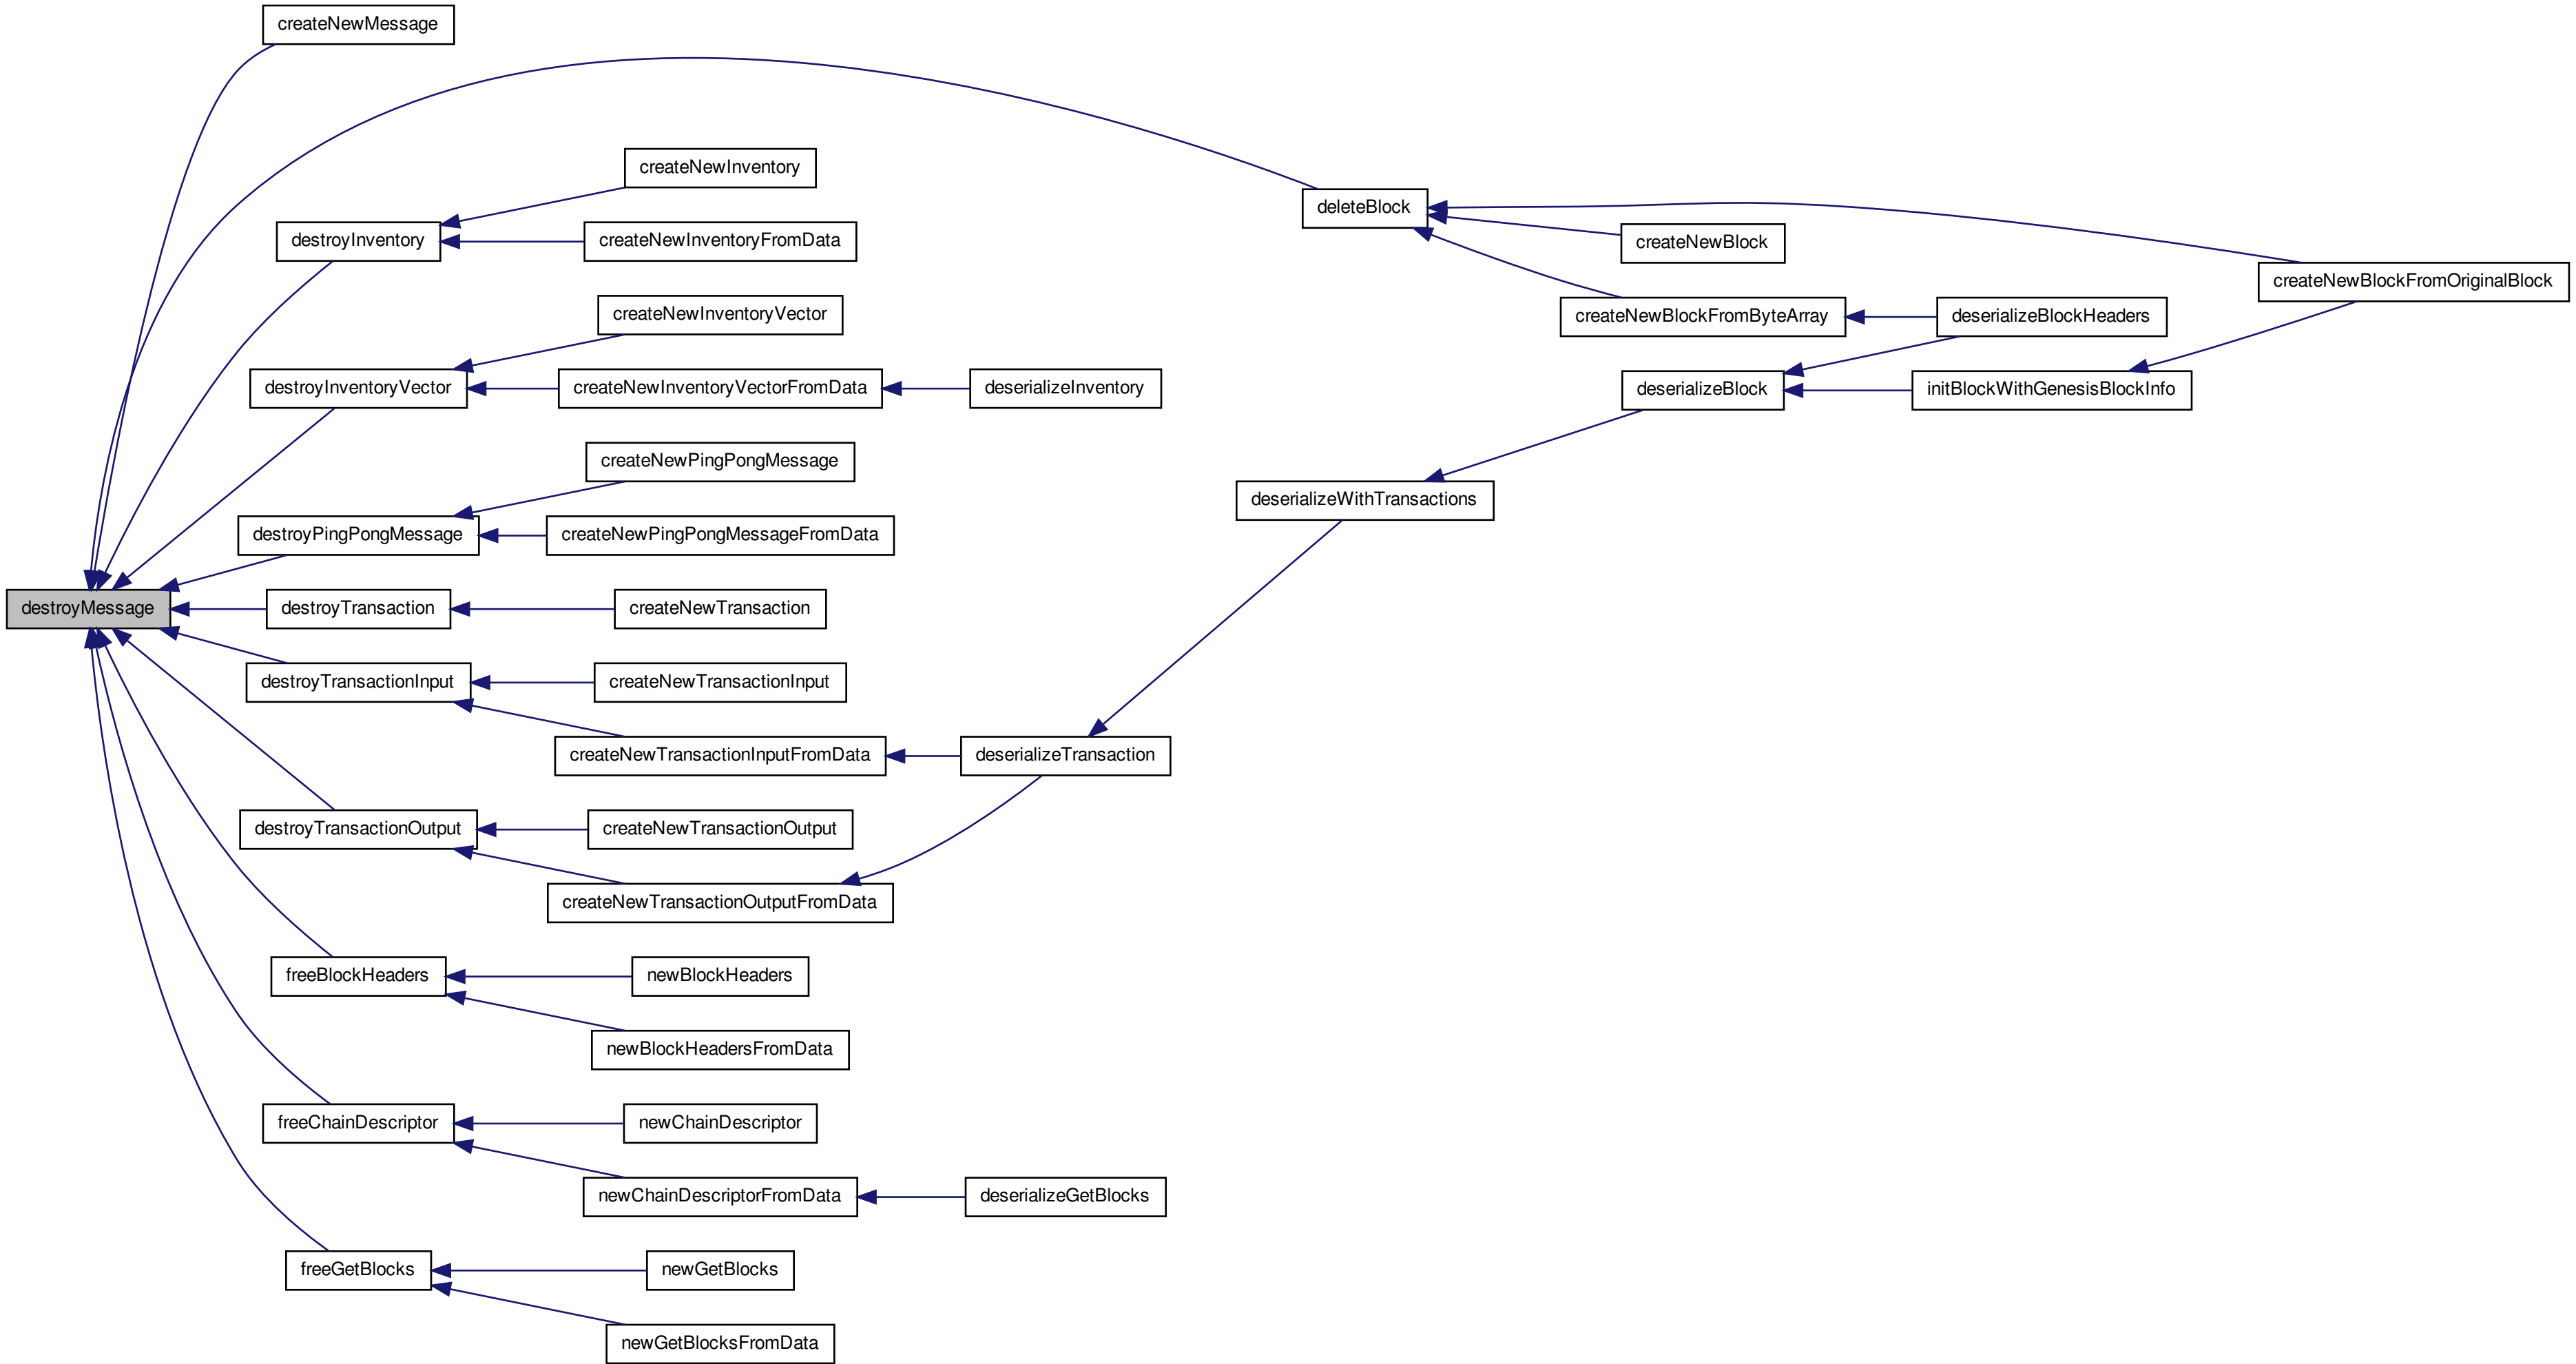 createNewMessage
createNewInventory
deleteBlock
destroyInventory
createNewInventoryFromData
createNewBlock
createNewBlockFromOriginalBlock
createNewInventoryVector
createNewBlockFromByteArray
deserializeBlockHeaders
destroyInventoryVector
createNewInventoryVectorFromData
deserializeInventory
deserializeBlock
initBlockWithGenesisBlockInfo
createNewPingPongMessage
deserializeWithTransactions
destroyPingPongMessage
createNewPingPongMessageFromData
destroyMessage
destroyTransaction
createNewTransaction
destroyTransactionInput
createNewTransactionInput
createNewTransactionInputFromData
deserializeTransaction
destroyTransactionOutput
createNewTransactionOutput
createNewTransactionOutputFromData
freeBlockHeaders
newBlockHeaders
newBlockHeadersFromData
freeChainDescriptor
newChainDescriptor
newChainDescriptorFromData
deserializeGetBlocks
freeGetBlocks
newGetBlocks
newGetBlocksFromData